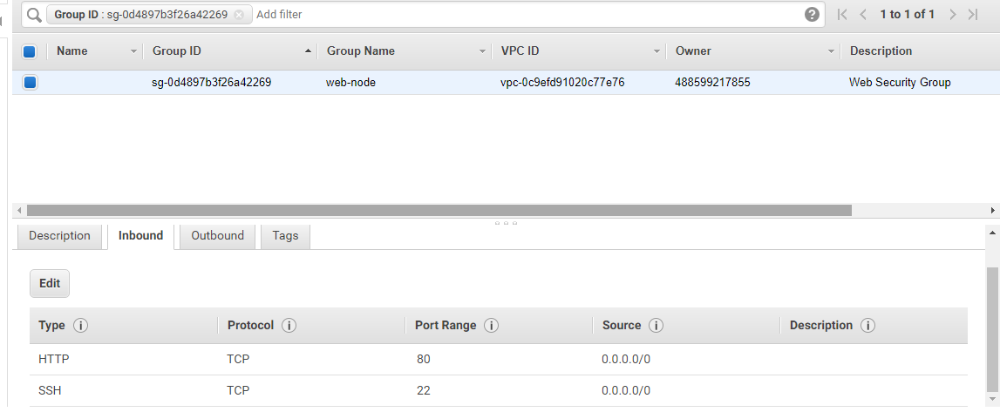 Group ID : sg-0d4897b3f26a42269 Add filter ? 1 to 1 of 1
Name Group ID Group Name VPC ID Owner Description
sg-0d4897b3f26a42269 web-node vpc-0c9efd91020c77e76 488599217855 Web Security Group
Description Inbound Outbound Tags
Edit
Type i Protocol i Port Range i Source i Description i
HTTP TCP 80 0.0.0.0/0
SSH TCP 22 0.0.0.0/0